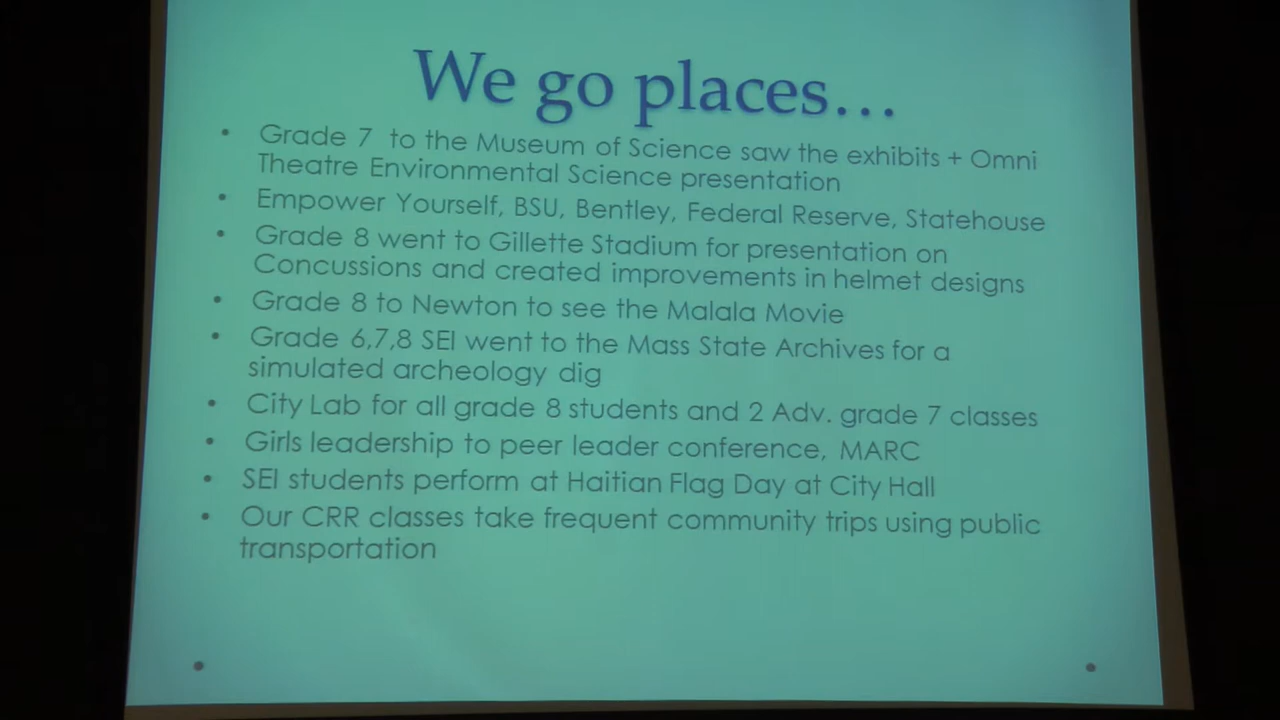 We go places...
• Grade 7 to the Museum of Science saw the exhibits + Omni
Theatre Environmental Science presentation
• Empower Yourself, BSU, Bentley, Federal Reserve, Statehouse
• Grade 8 went to Gillette Stadium for presentation on
Concussions and created improvements in helmet designs
• Grade 8 to Newton to see the Malala Movie
• Grade 6,7,8 SEI went to the Mass State Archives for a
simulated archeology dig
• City Lab for all grade 8 students and 2 Adv. grade 7 classes
• Girls leadership to peer leader conference, MARC
• SEI students perform at Haitian Flag Day at City Hall
• Our CRR classes take frequent community trips using public
transportation